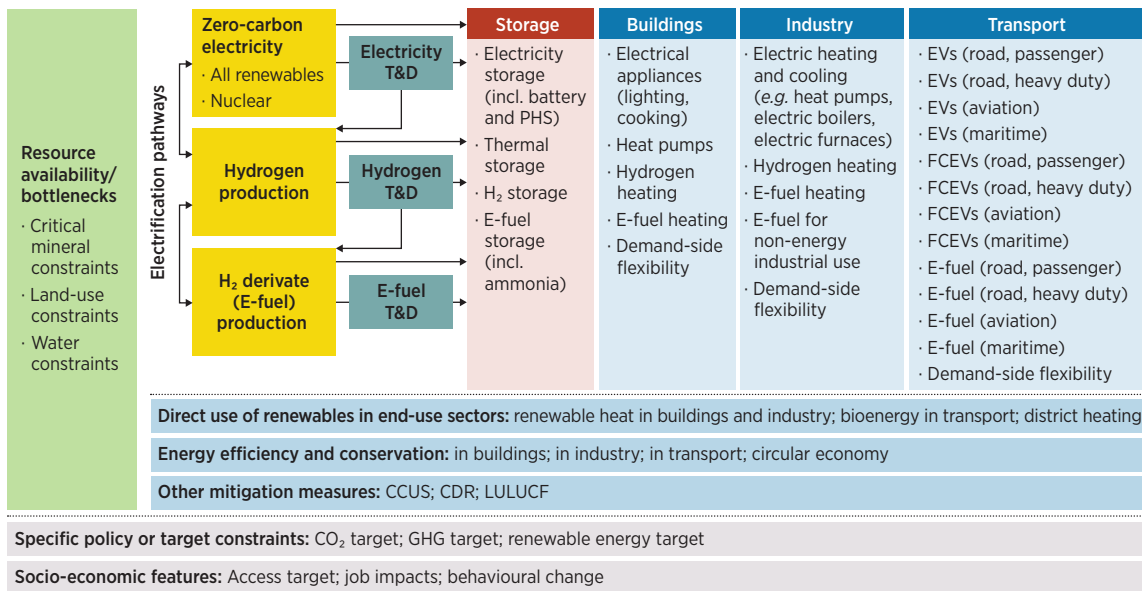 Resource
availability/
bottlenecks
· Critical
mineral
constraints
· Land-use
constraints
· Water
constraints
Electrification pathways
Zero-carbon
electricity
· All renewables
· Nuclear
Electricity
T&D
Hydrogen
production
Hydrogen
T&D
H₂ derivate
(E-fuel)
production
E-fuel
T&D
Storage
· Electricity
storage
(incl. battery
and PHS)
· Thermal
storage
· H₂ storage
· E-fuel
storage
(incl.
ammonia)
Buildings
· Electrical
appliances
(lighting,
cooking)
· Heat pumps
· Hydrogen
heating
· E-fuel heating
· Demand-side
flexibility
Industry
· Electric heating
and cooling
(e.g. heat pumps,
electric boilers,
electric furnaces)
· Hydrogen heating
· E-fuel heating
· E-fuel for
non-energy
industrial use
· Demand-side
flexibility
Transport
· EVs (road, passenger)
· EVs (road, heavy duty)
· EVs (aviation)
· EVs (maritime)
· FCEVs (road, passenger)
· FCEVs (road, heavy duty)
· FCEVs (aviation)
· FCEVs (maritime)
· E-fuel (road, passenger)
· E-fuel (road, heavy duty)
· E-fuel (aviation)
· E-fuel (maritime)
· Demand-side flexibility
Direct use of renewables in end-use sectors: renewable heat in buildings and industry; bioenergy in transport; district heating
Energy efficiency and conservation: in buildings; in industry; in transport; circular economy
Other mitigation measures: CCUS; CDR; LULUCF
Specific policy or target constraints: CO₂ target; GHG target; renewable energy target
Socio-economic features: Access target; job impacts; behavioural change